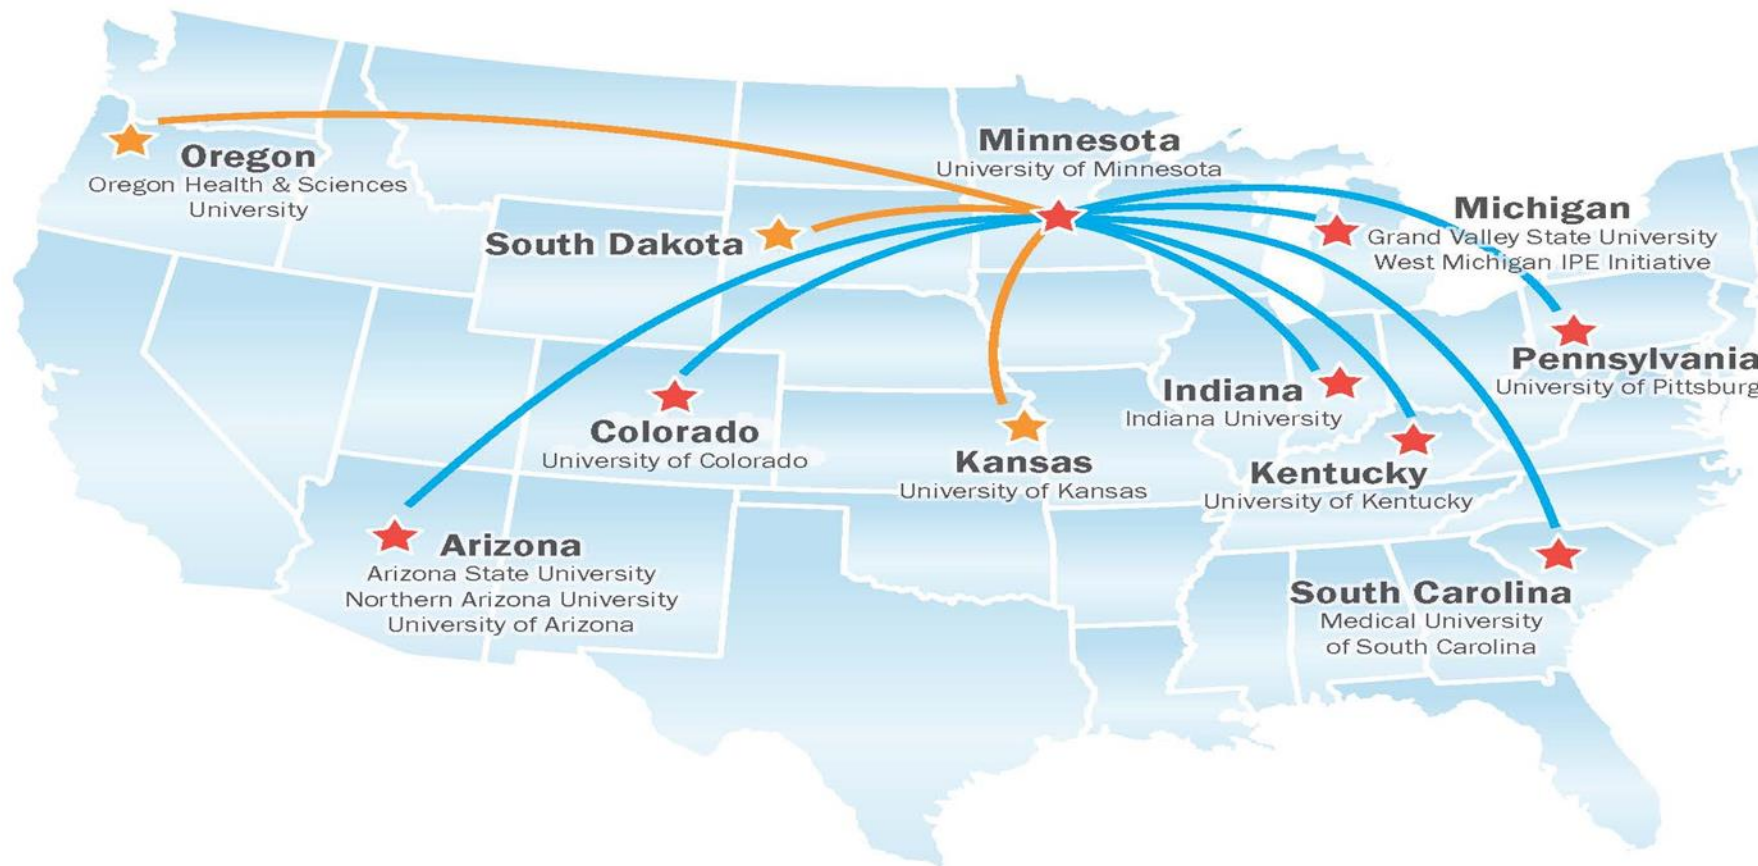 Minnesota
University of Minnesota
Oregon
Oregon Health & Sciences
University
South Dakota
Michigan
Grand Valley State University
West Michigan IPE Initiative
Pennsylvania
University of Pittsburg
Indiana
Indiana University
Colorado
University of Colorado
Kansas
University of Kansas
Kentucky
University of Kentucky
Arizona
Arizona State University
Northern Arizona University
University of Arizona
South Carolina
Medical University
of South Carolina